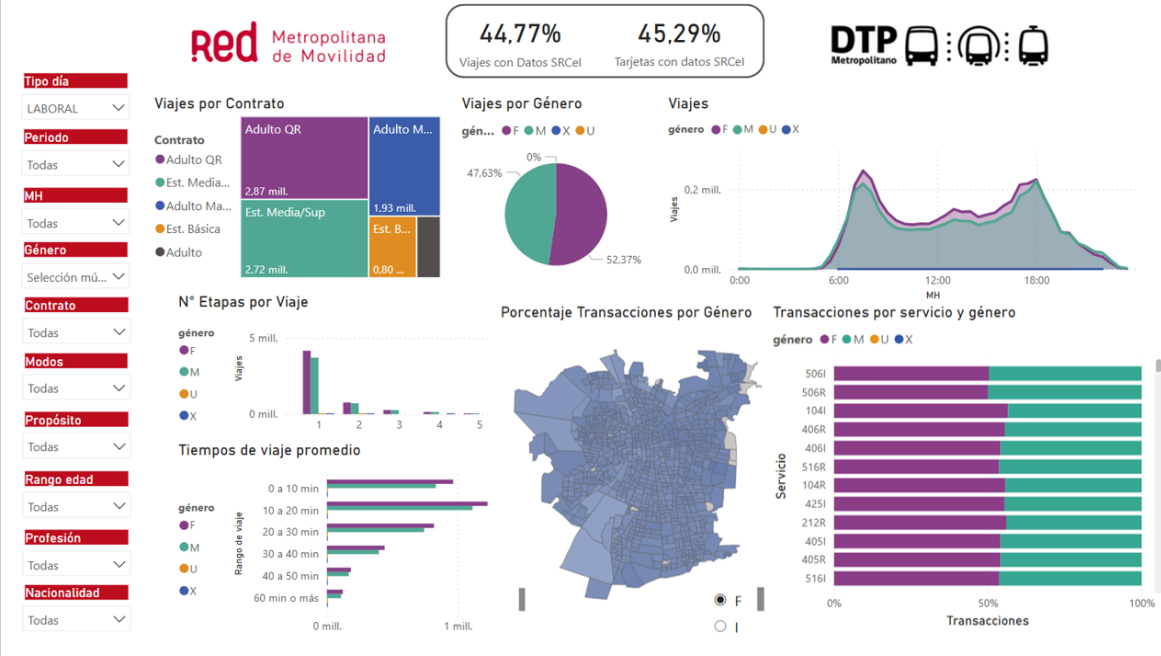 Red Metropolitana
de Movilidad
44,77%
Viajes con Datos SRCeI
45,29%
Tarjetas con datos SRCeI
DTP
Metropolitano
Tipo día
LABORAL
Periodo
Todas
MH
Todas
Género
Selección mú...
Contrato
Todas
Modos
Todas
Propósito
Todas
Rango edad
Todas
Profesión
Todas
Nacionalidad
Todas
Viajes por Contrato
Contrato
Adulto QR
Est. Media...
Adulto Ma...
Est. Básica
Adulto
Adulto QR
2,87 mill.
Adulto M...
1,93 mill.
Est. Media/Sup
2,72 mill.
Est. B...
0,80 ...
Viajes por Género
gén... F M X U
0%
47,63%
52,37%
Viajes
género F M U X
Viajes
0,2 mill.
0,0 mill.
0:00 6:00 12:00 18:00
MH
N° Etapas por Viaje
género
F
M
U
X
Viajes
5 mill.
0 mill.
1 2 3 4 5
Tiempos de viaje promedio
género
F
M
U
X
Rango de viaje
0 a 10 min
10 a 20 min
20 a 30 min
30 a 40 min
40 a 50 min
60 min o más
0 mill. 1 mill.
Porcentaje Transacciones por Género
F
I
Transacciones por servicio y género
género F M U X
Servicio
506I
506R
104I
406R
406I
516R
104R
425I
212R
405I
405R
516I
0% 50% 100%
Transacciones